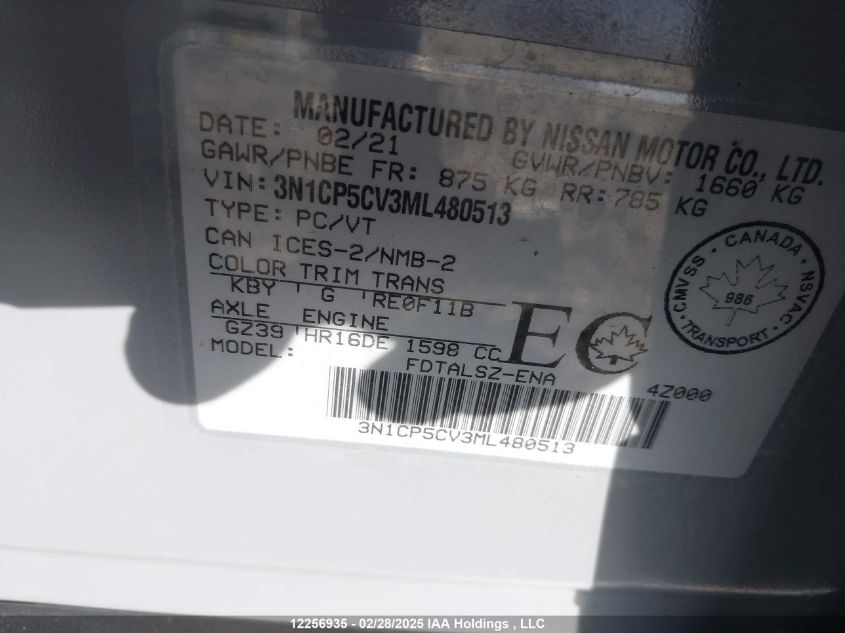 MANUFACTURED BY NISSAN MOTOR CO., LTD.
DATE: 02/21 GVWR/PNBV: 1660 KG
GAWR/PNBE FR: 875 KG RR: 785 KG
VIN: 3N1CP5CV3ML480513
TYPE: PC/VT
CAN ICES-2/NMB-2
COLOR TRIM TRANS
KBY G RE0F11B
AXLE ENGINE
GZ39 HR16DE 1598 CC
MODEL: FDTALSZ-ENA
EC
4Z000
3N1CP5CV3ML480513
CANADA
CMVSS · NSVAC
986
TRANSPORT
12256935 - 02/28/2025 IAA Holdings , LLC